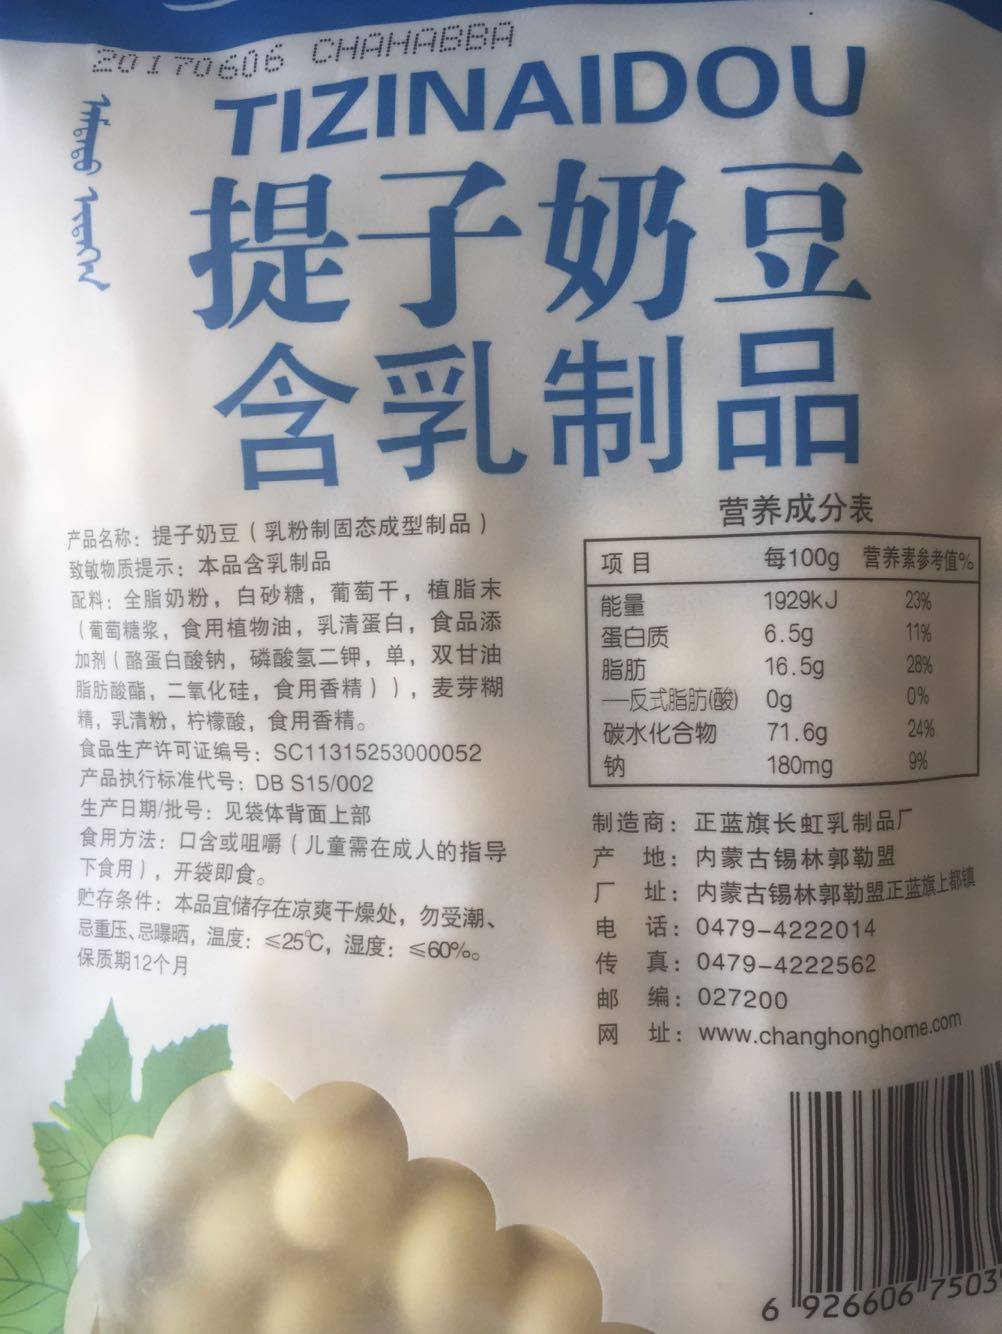 20170606 CHAHABBA
TIZINAIDOU
提子奶豆
含乳制品
产品名称：提子奶豆（乳粉制固态成型制品）
致敏物质提示：本品含乳制品
配料：全脂奶粉，白砂糖，葡萄干，植脂末
（葡萄糖浆，食用植物油，乳清蛋白，食品添
加剂（酪蛋白酸钠，磷酸氢二钾，单，双甘油
脂肪酸酯，二氧化硅，食用香精）），麦芽糊
精，乳清粉，柠檬酸，食用香精。
食品生产许可证编号：SC11315253000052
产品执行标准代号：DB S15/002
生产日期/批号：见袋体背面上部
食用方法：口含或咀嚼（儿童需在成人的指导
下食用），开袋即食。
贮存条件：本品宜储存在凉爽干燥处，勿受潮、
忌重压、忌曝晒，温度：≤25℃，湿度：≤60%。
保质期12个月
营养成分表
项目 每100g 营养素参考值%
能量 1929kJ 23%
蛋白质 6.5g 11%
脂肪 16.5g 28%
—反式脂肪(酸) 0g 0%
碳水化合物 71.6g 24%
钠 180mg 9%
制造商：正蓝旗长虹乳制品厂
产 地：内蒙古锡林郭勒盟
厂 址：内蒙古锡林郭勒盟正蓝旗上都镇
电 话：0479-4222014
传 真：0479-4222562
邮 编：027200
网 址：www.changhonghome.com
6 926606 7503